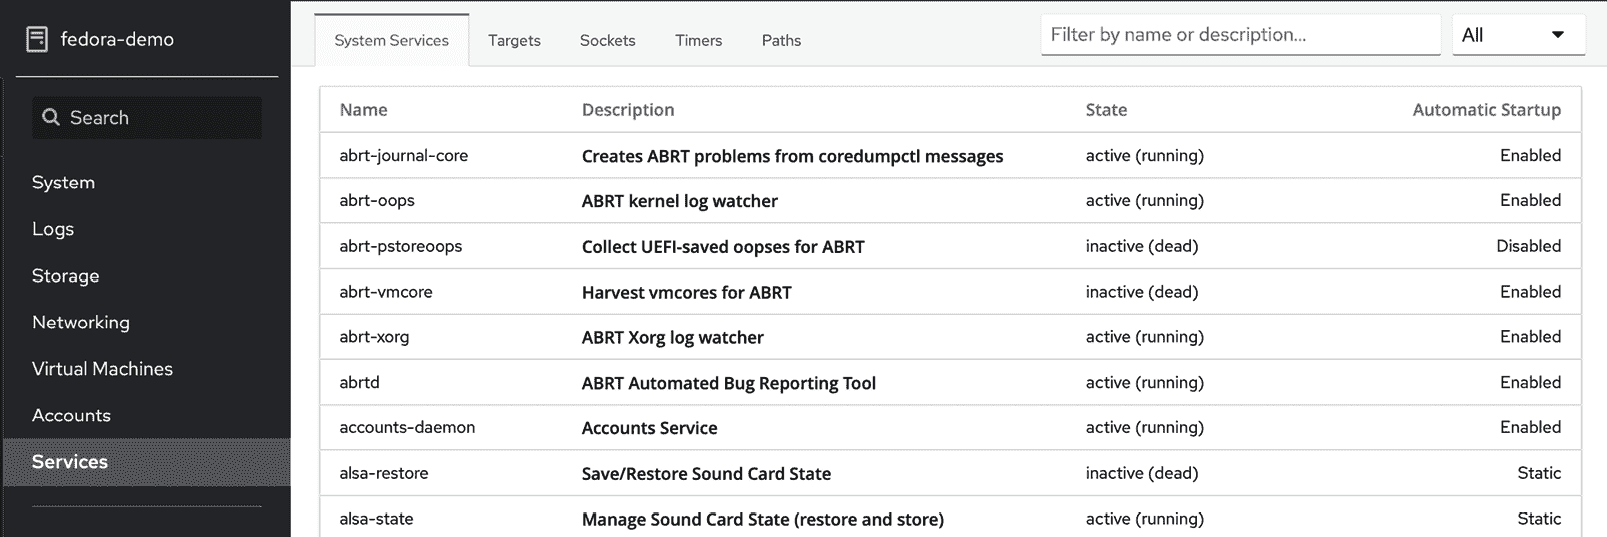 fedora-demo
Search
System
Logs
Storage
Networking
Virtual Machines
Accounts
Services
System Services Targets Sockets Timers Paths Filter by name or description... All
Name Description State Automatic Startup
abrt-journal-core Creates ABRT problems from coredumpctl messages active (running) Enabled
abrt-oops ABRT kernel log watcher active (running) Enabled
abrt-pstoreoops Collect UEFI-saved oopses for ABRT inactive (dead) Disabled
abrt-vmcore Harvest vmcores for ABRT inactive (dead) Enabled
abrt-xorg ABRT Xorg log watcher active (running) Enabled
abrtd ABRT Automated Bug Reporting Tool active (running) Enabled
accounts-daemon Accounts Service active (running) Enabled
alsa-restore Save/Restore Sound Card State inactive (dead) Static
alsa-state Manage Sound Card State (restore and store) active (running) Static